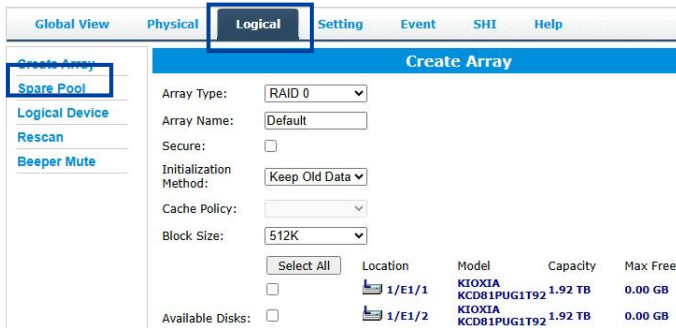 Global View Physical Logical Setting Event SHI Help
Create Array
Spare Pool
Logical Device
Rescan
Beeper Mute
Create Array
Array Type: RAID 0
Array Name: Default
Secure:
Initialization
Method: Keep Old Data
Cache Policy:
Block Size: 512K
Select All Location Model Capacity Max Free
1/E1/1 KIOXIA
KCD81PUG1T92 1.92 TB 0.00 GB
Available Disks: 1/E1/2 KIOXIA
KCD81PUG1T92 1.92 TB 0.00 GB